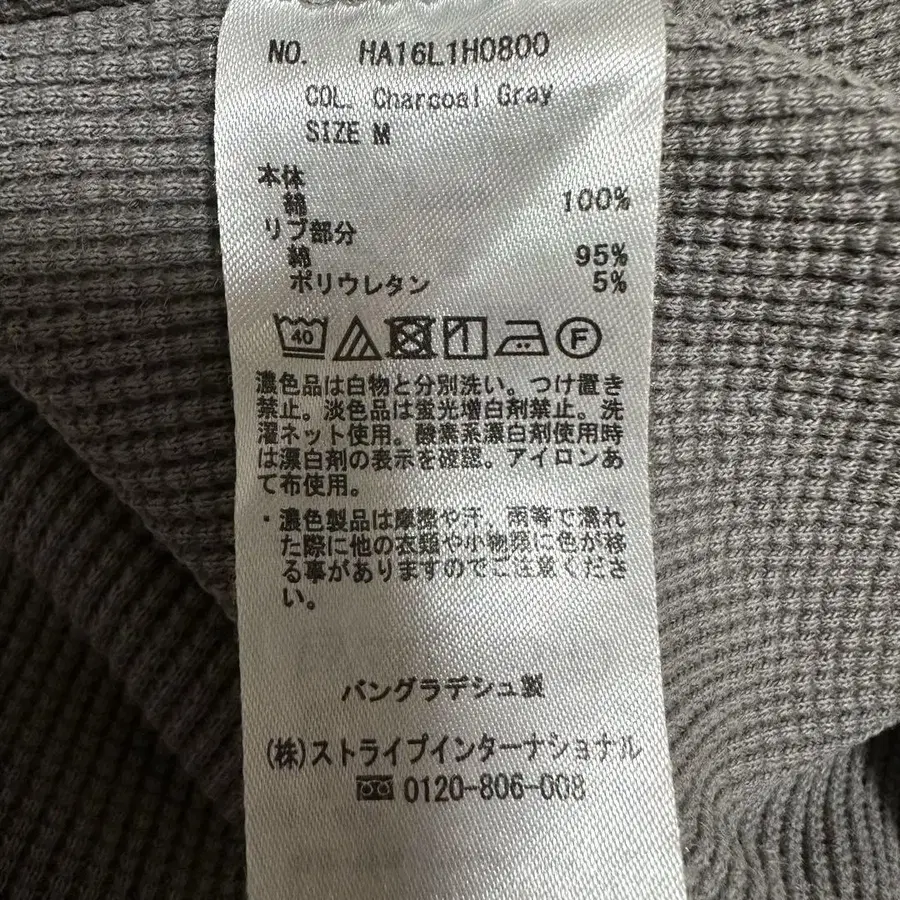 NO. HA16L1H0800
COL. Charcoal Gray
SIZE M
本体
綿 100%
リブ部分
綿 95%
ポリウレタン 5%
40 F
濃色品は白物と分別洗い。つけ置き
禁止。淡色品は蛍光増白剤禁止。洗
濯ネット使用。酸素系漂白剤使用時
は漂白剤の表示を確認。アイロンあ
て布使用。
・濃色製品は摩擦や汗、雨等で濡れ
た際に他の衣類や小物類に色が移
る事がありますのでご注意くださ
い。
バングラデシュ製
(株)ストライプインターナショナル
0120-806-008